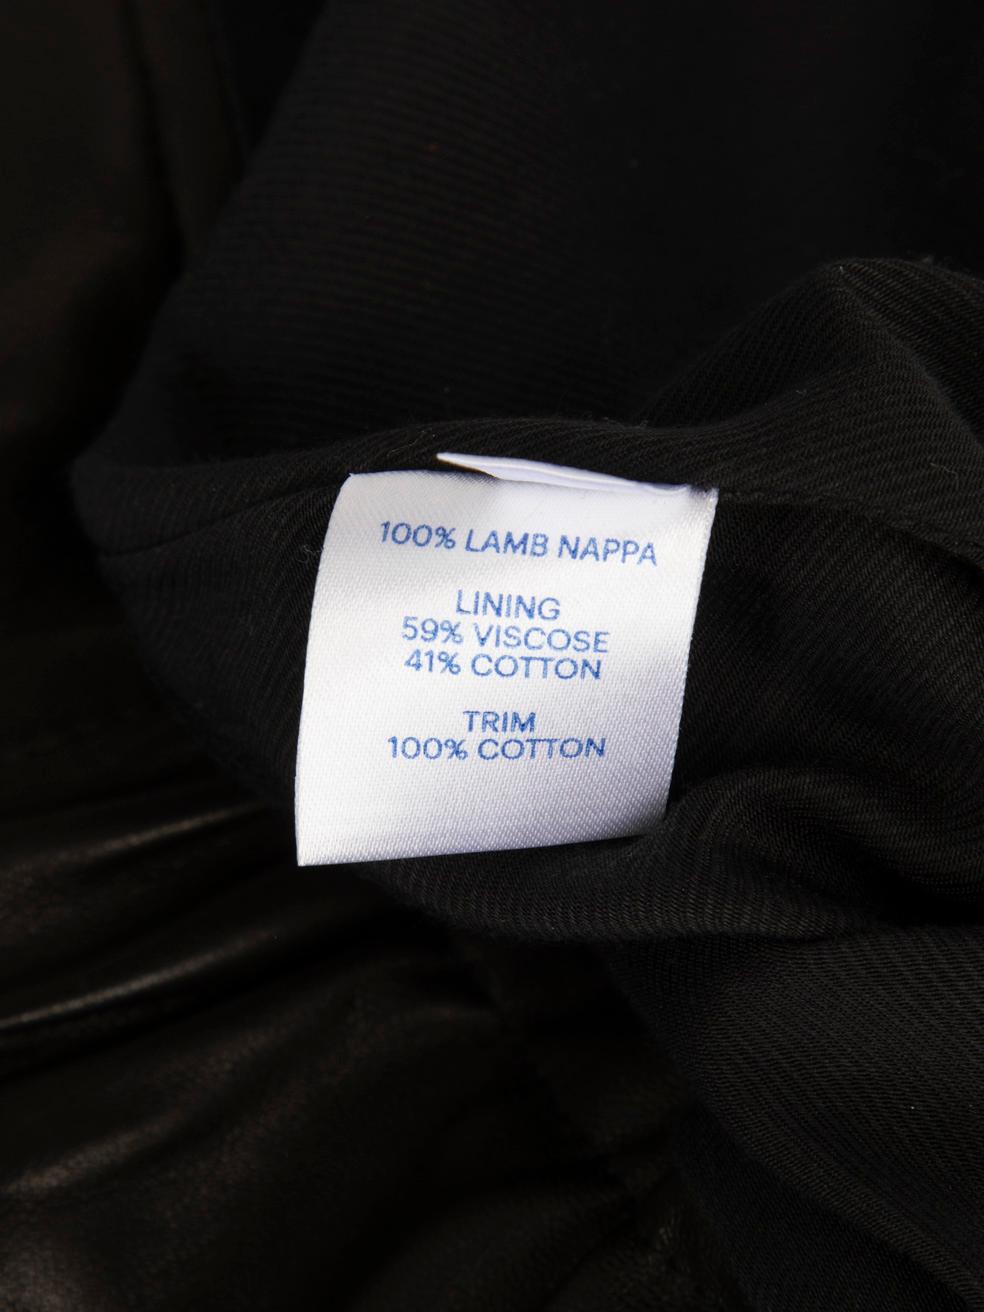 100% LAMB NAPPA
LINING
59% VISCOSE
41% COTTON
TRIM
100% COTTON